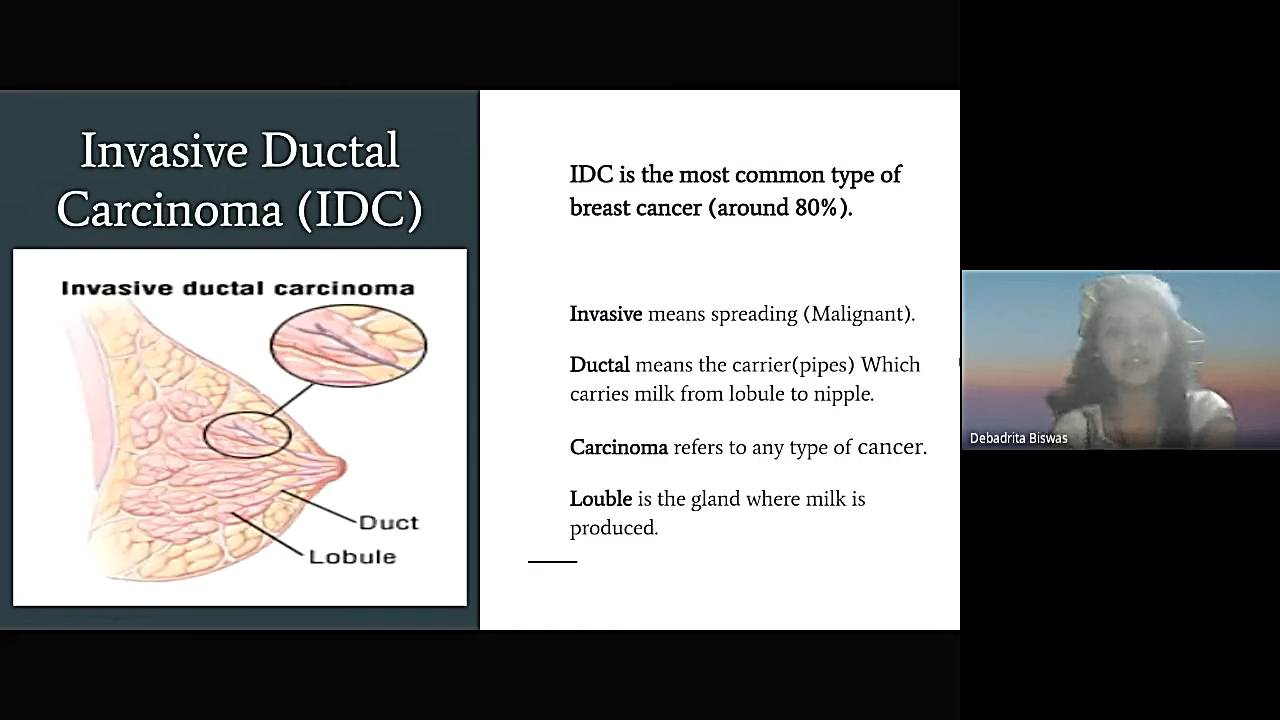 Invasive Ductal
Carcinoma (IDC)
Invasive ductal carcinoma
Duct
Lobule
IDC is the most common type of
breast cancer (around 80%).
Invasive means spreading (Malignant).
Ductal means the carrier(pipes) Which
carries milk from lobule to nipple.
Carcinoma refers to any type of cancer.
Louble is the gland where milk is
produced.
Debadrita Biswas